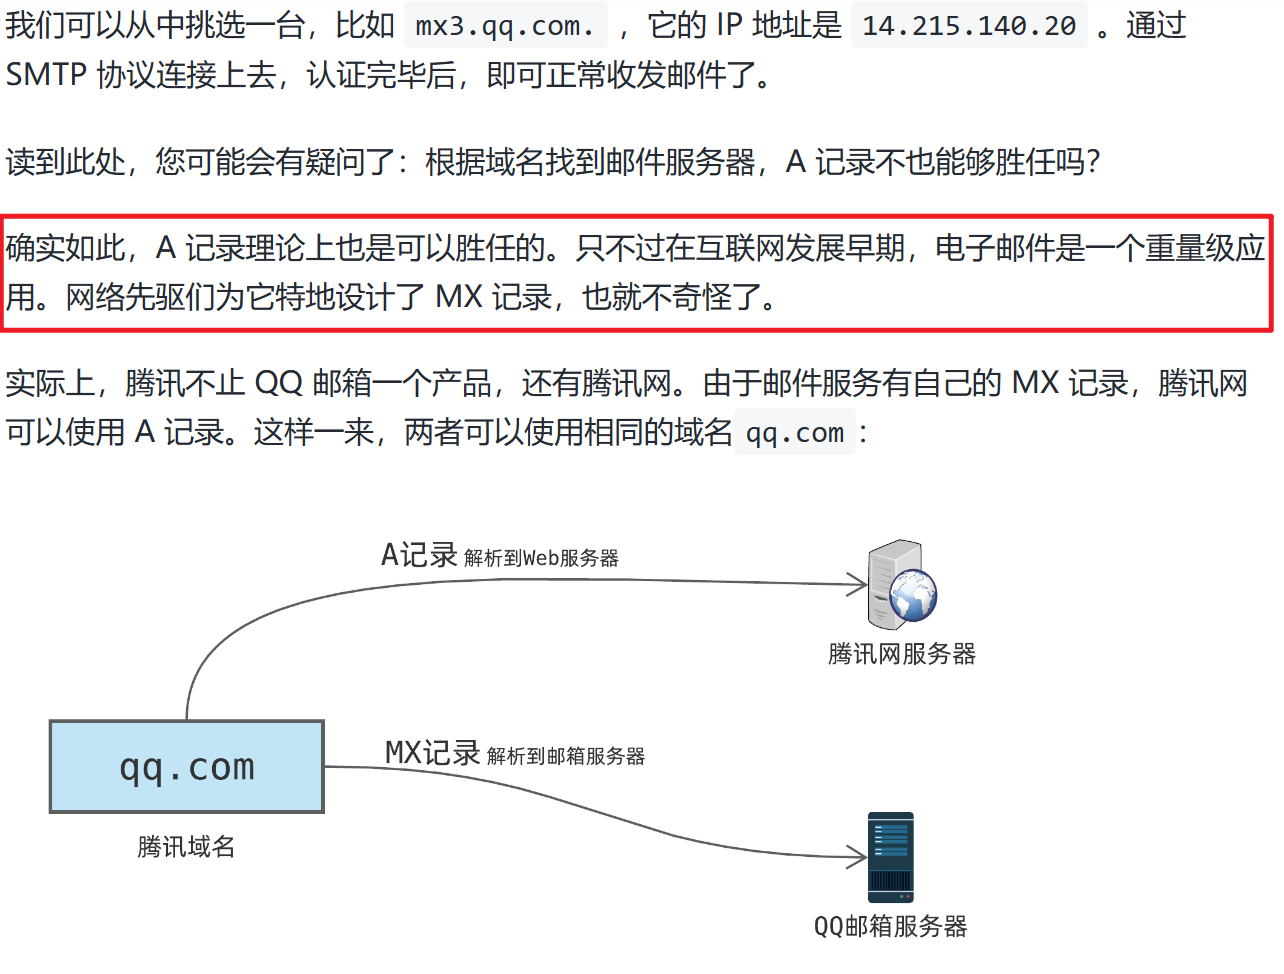 我们可以从中挑选一台，比如 mx3.qq.com. ，它的 IP 地址是 14.215.140.20 。通过
SMTP 协议连接上去，认证完毕后，即可正常收发邮件了。
读到此处，您可能会有疑问了：根据域名找到邮件服务器，A 记录不也能够胜任吗？
确实如此，A 记录理论上也是可以胜任的。只不过在互联网发展早期，电子邮件是一个重量级应
用。网络先驱们为它特地设计了 MX 记录，也就不奇怪了。
实际上，腾讯不止 QQ 邮箱一个产品，还有腾讯网。由于邮件服务有自己的 MX 记录，腾讯网
可以使用 A 记录。这样一来，两者可以使用相同的域名 qq.com ：
A记录 解析到Web服务器
腾讯网服务器
MX记录 解析到邮箱服务器
qq.com
腾讯域名
QQ邮箱服务器